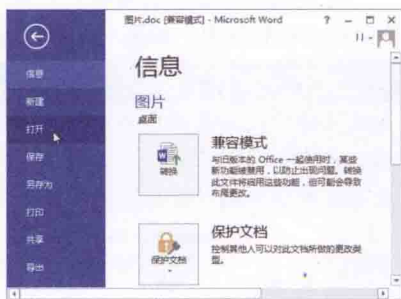 图片.doc [兼容模式] - Microsoft Word
信息
新建
打开
保存
另存为
打印
共享
导出
信息
图片
桌面
转换
兼容模式
与旧版本的 Office 一起使用时，某些
新功能被禁用，以防止出现问题。转换
此文件将启用这些功能，但可能会导致
布局更改。
保护文档
保护文档
控制其他人可以对此文档所做的更改类
型。